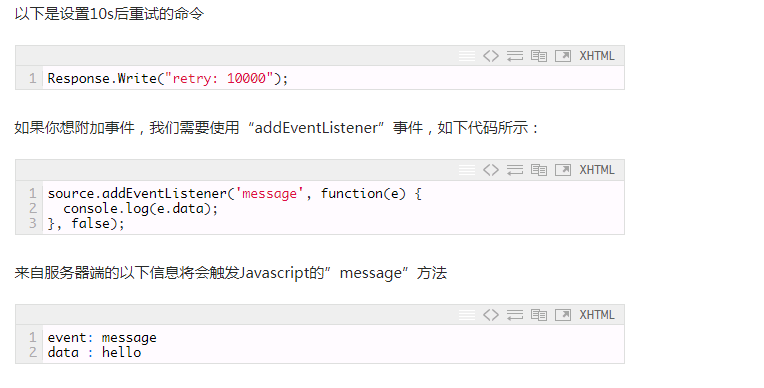 以下是设置10s后重试的命令
XHTML
1 Response.Write("retry: 10000");
如果你想附加事件，我们需要使用“addEventListener”事件，如下代码所示：
XHTML
1 source.addEventListener('message', function(e) {
2   console.log(e.data);
3 }, false);
来自服务器端的以下信息将会触发Javascript的”message”方法
XHTML
1 event: message
2 data : hello